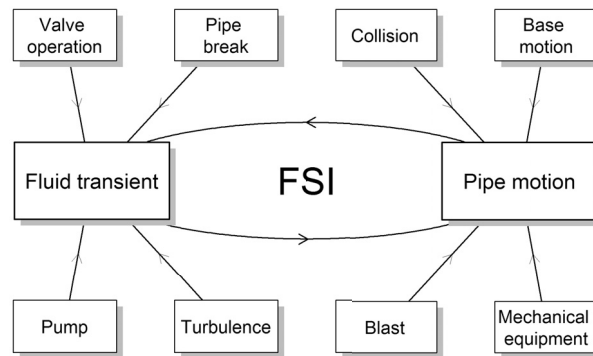 Valve
operation
Pipe
break
Collision
Base
motion
Fluid transient
FSI
Pipe motion
Pump
Turbulence
Blast
Mechanical
equipment